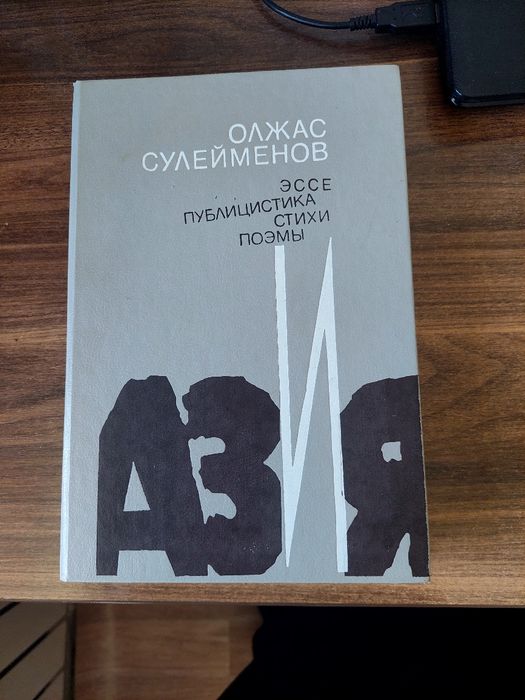 ОЛЖАС
СУЛЕЙМЕНОВ
ЭССЕ
ПУБЛИЦИСТИКА
СТИХИ
ПОЭМЫ
АЗИЯ